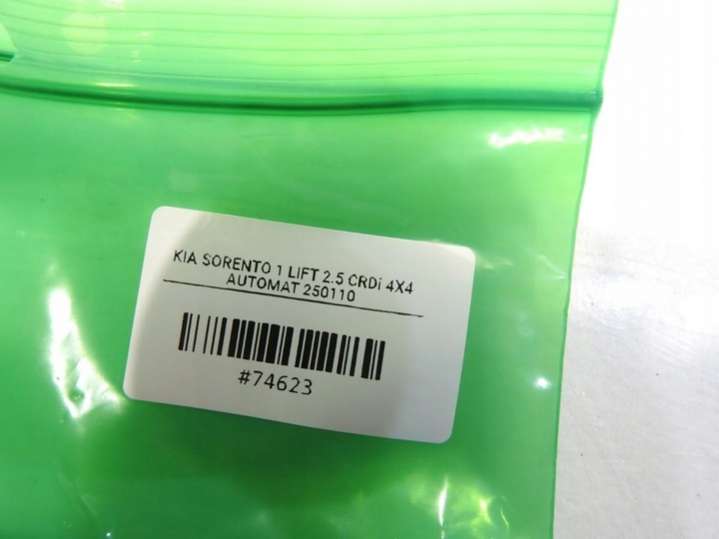 KIA SORENTO 1 LIFT 2.5 CRDi 4X4
AUTOMAT 250110
#74623